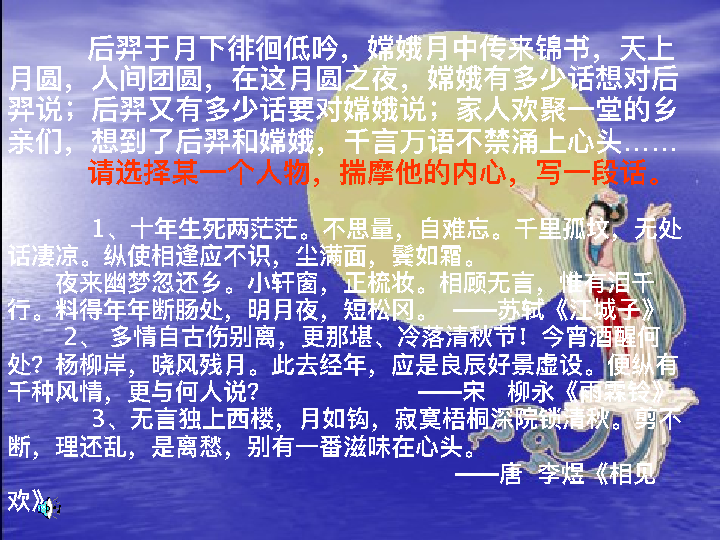 后羿于月下徘徊低吟，嫦娥月中传来锦书，天上
月圆，人间团圆，在这月圆之夜，嫦娥有多少话想对后
羿说；后羿又有多少话要对嫦娥说；家人欢聚一堂的乡
亲们，想到了后羿和嫦娥，千言万语不禁涌上心头……
请选择某一个人物，揣摩他的内心，写一段话。
1、十年生死两茫茫。不思量，自难忘。千里孤坟，无处
话凄凉。纵使相逢应不识，尘满面，鬓如霜。
夜来幽梦忽还乡。小轩窗，正梳妆。相顾无言，惟有泪千
行。料得年年断肠处，明月夜，短松冈。 ——苏轼《江城子》
2、 多情自古伤别离，更那堪、冷落清秋节！今宵酒醒何
处？杨柳岸，晓风残月。此去经年，应是良辰好景虚设。便纵有
千种风情，更与何人说？ ——宋 柳永《雨霖铃》
3、无言独上西楼，月如钩，寂寞梧桐深院锁清秋。剪不
断，理还乱，是离愁，别有一番滋味在心头。
——唐 李煜《相见
欢》